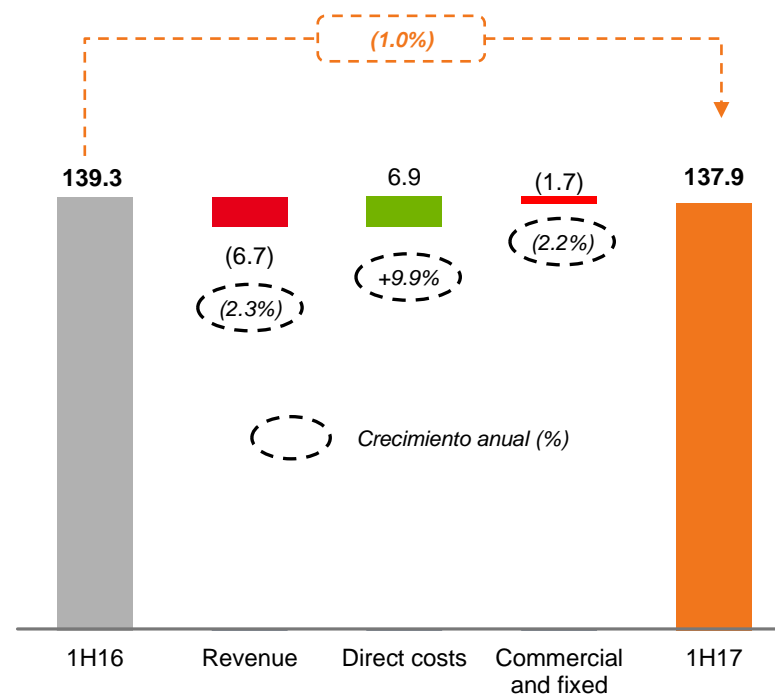 (1.0%)
139.3
6.9
(1.7)
137.9
(6.7)
(2.2%)
(2.3%)
+9.9%
Crecimiento anual (%)
1H16
Revenue
Direct costs
Commercial
and fixed
1H17